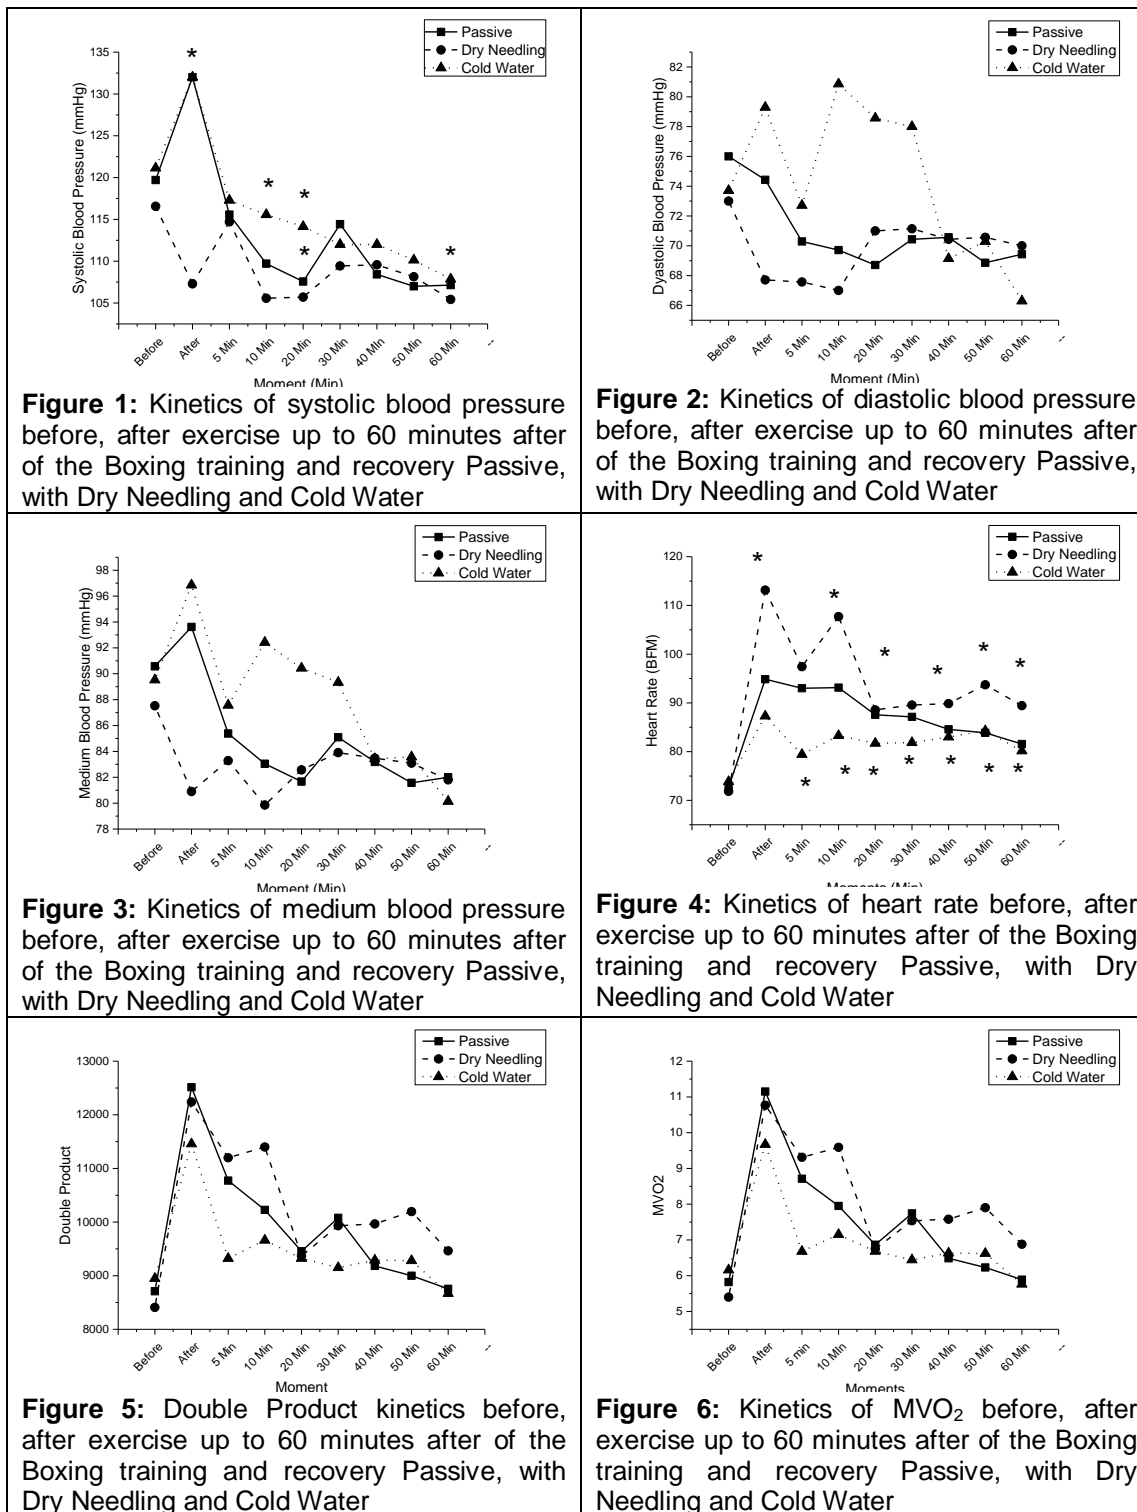 Passive
Dry Needling
Cold Water
135
130
125
120
115
110
105
Systolic Blood Pressure (mmHg)
*
*
*
*
*
Before
After
5 Min
10 Min
20 Min
30 Min
40 MIn
50 Min
60 Min
--
Moment (Min)
Figure 1: Kinetics of systolic blood pressure
before, after exercise up to 60 minutes after
of the Boxing training and recovery Passive,
with Dry Needling and Cold Water
Passive
Dry Needling
Cold Water
82
80
78
76
74
72
70
68
66
Dyastolic Blood Pressure (mmHg)
Before
After
5 Min
10 Min
20 Min
30 Min
40 Min
50 Min
60 Min
--
Moment (Min)
Figure 2: Kinetics of diastolic blood pressure
before, after exercise up to 60 minutes after
of the Boxing training and recovery Passive,
with Dry Needling and Cold Water
Passive
Dry Needling
Cold Water
98
96
94
92
90
88
86
84
82
80
78
Medium Blood Pressure (mmHg)
Before
After
5 MIn
10 Min
20 Min
30 Min
40 Min
50 Min
60 Min
--
Moment (Min)
Figure 3: Kinetics of medium blood pressure
before, after exercise up to 60 minutes after
of the Boxing training and recovery Passive,
with Dry Needling and Cold Water
Passive
Dry Needling
Cold Water
120
110
100
90
80
70
Heart Rate (BFM)
* * * * * *
* * * * * * *
Before
After
5 Min
10 Min
20 Min
30 Min
40 Min
50 Min
60 Min
--
Moments (Min)
Figure 4: Kinetics of heart rate before, after
exercise up to 60 minutes after of the Boxing
training and recovery Passive, with Dry
Needling and Cold Water
Passive
Dry Needling
Cold Water
13000
12000
11000
10000
9000
8000
Double Product
Before
After
5 Min
10 MIn
20 Min
30 Min
40 Min
50 Min
60 Min
--
Moment
Figure 5: Double Product kinetics before,
after exercise up to 60 minutes after of the
Boxing training and recovery Passive, with
Dry Needling and Cold Water
Passive
Dry Needling
Cold Water
12
11
10
9
8
7
6
5
MVO2
Before
After
5 min
10 MIn
20 Min
30 Min
40 Min
50 Min
60 Min
--
Moments
Figure 6: Kinetics of MVO₂ before, after
exercise up to 60 minutes after of the Boxing
training and recovery Passive, with Dry
Needling and Cold Water